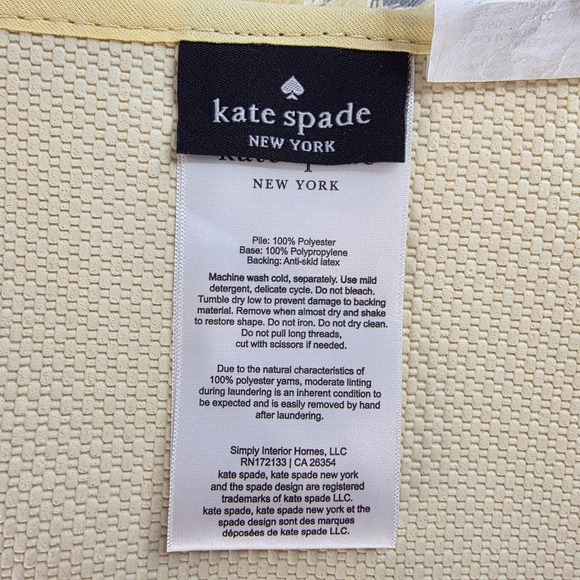 kate spade
NEW YORK
NEW YORK
Pile: 100% Polyester
Base: 100% Polypropylene
Backing: Anti-skid latex
Machine wash cold, separately. Use mild
detergent, delicate cycle. Do not bleach.
Tumble dry low to prevent damage to backing
material. Remove when almost dry and shake
to restore shape. Do not iron. Do not dry clean.
Do not pull long threads,
cut with scissors if needed.
Due to the natural characteristics of
100% polyester yarns, moderate linting
during laundering is an inherent condition to
be expected and is easily removed by hand
after laundering.
Simply Interior Homes, LLC
RN172133 | CA 26354
kate spade, kate spade new york
and the spade design are registered
trademarks of kate spade LLC.
kate spade, kate spade new york et the
spade design sont des marques
déposées de kate spade LLC.